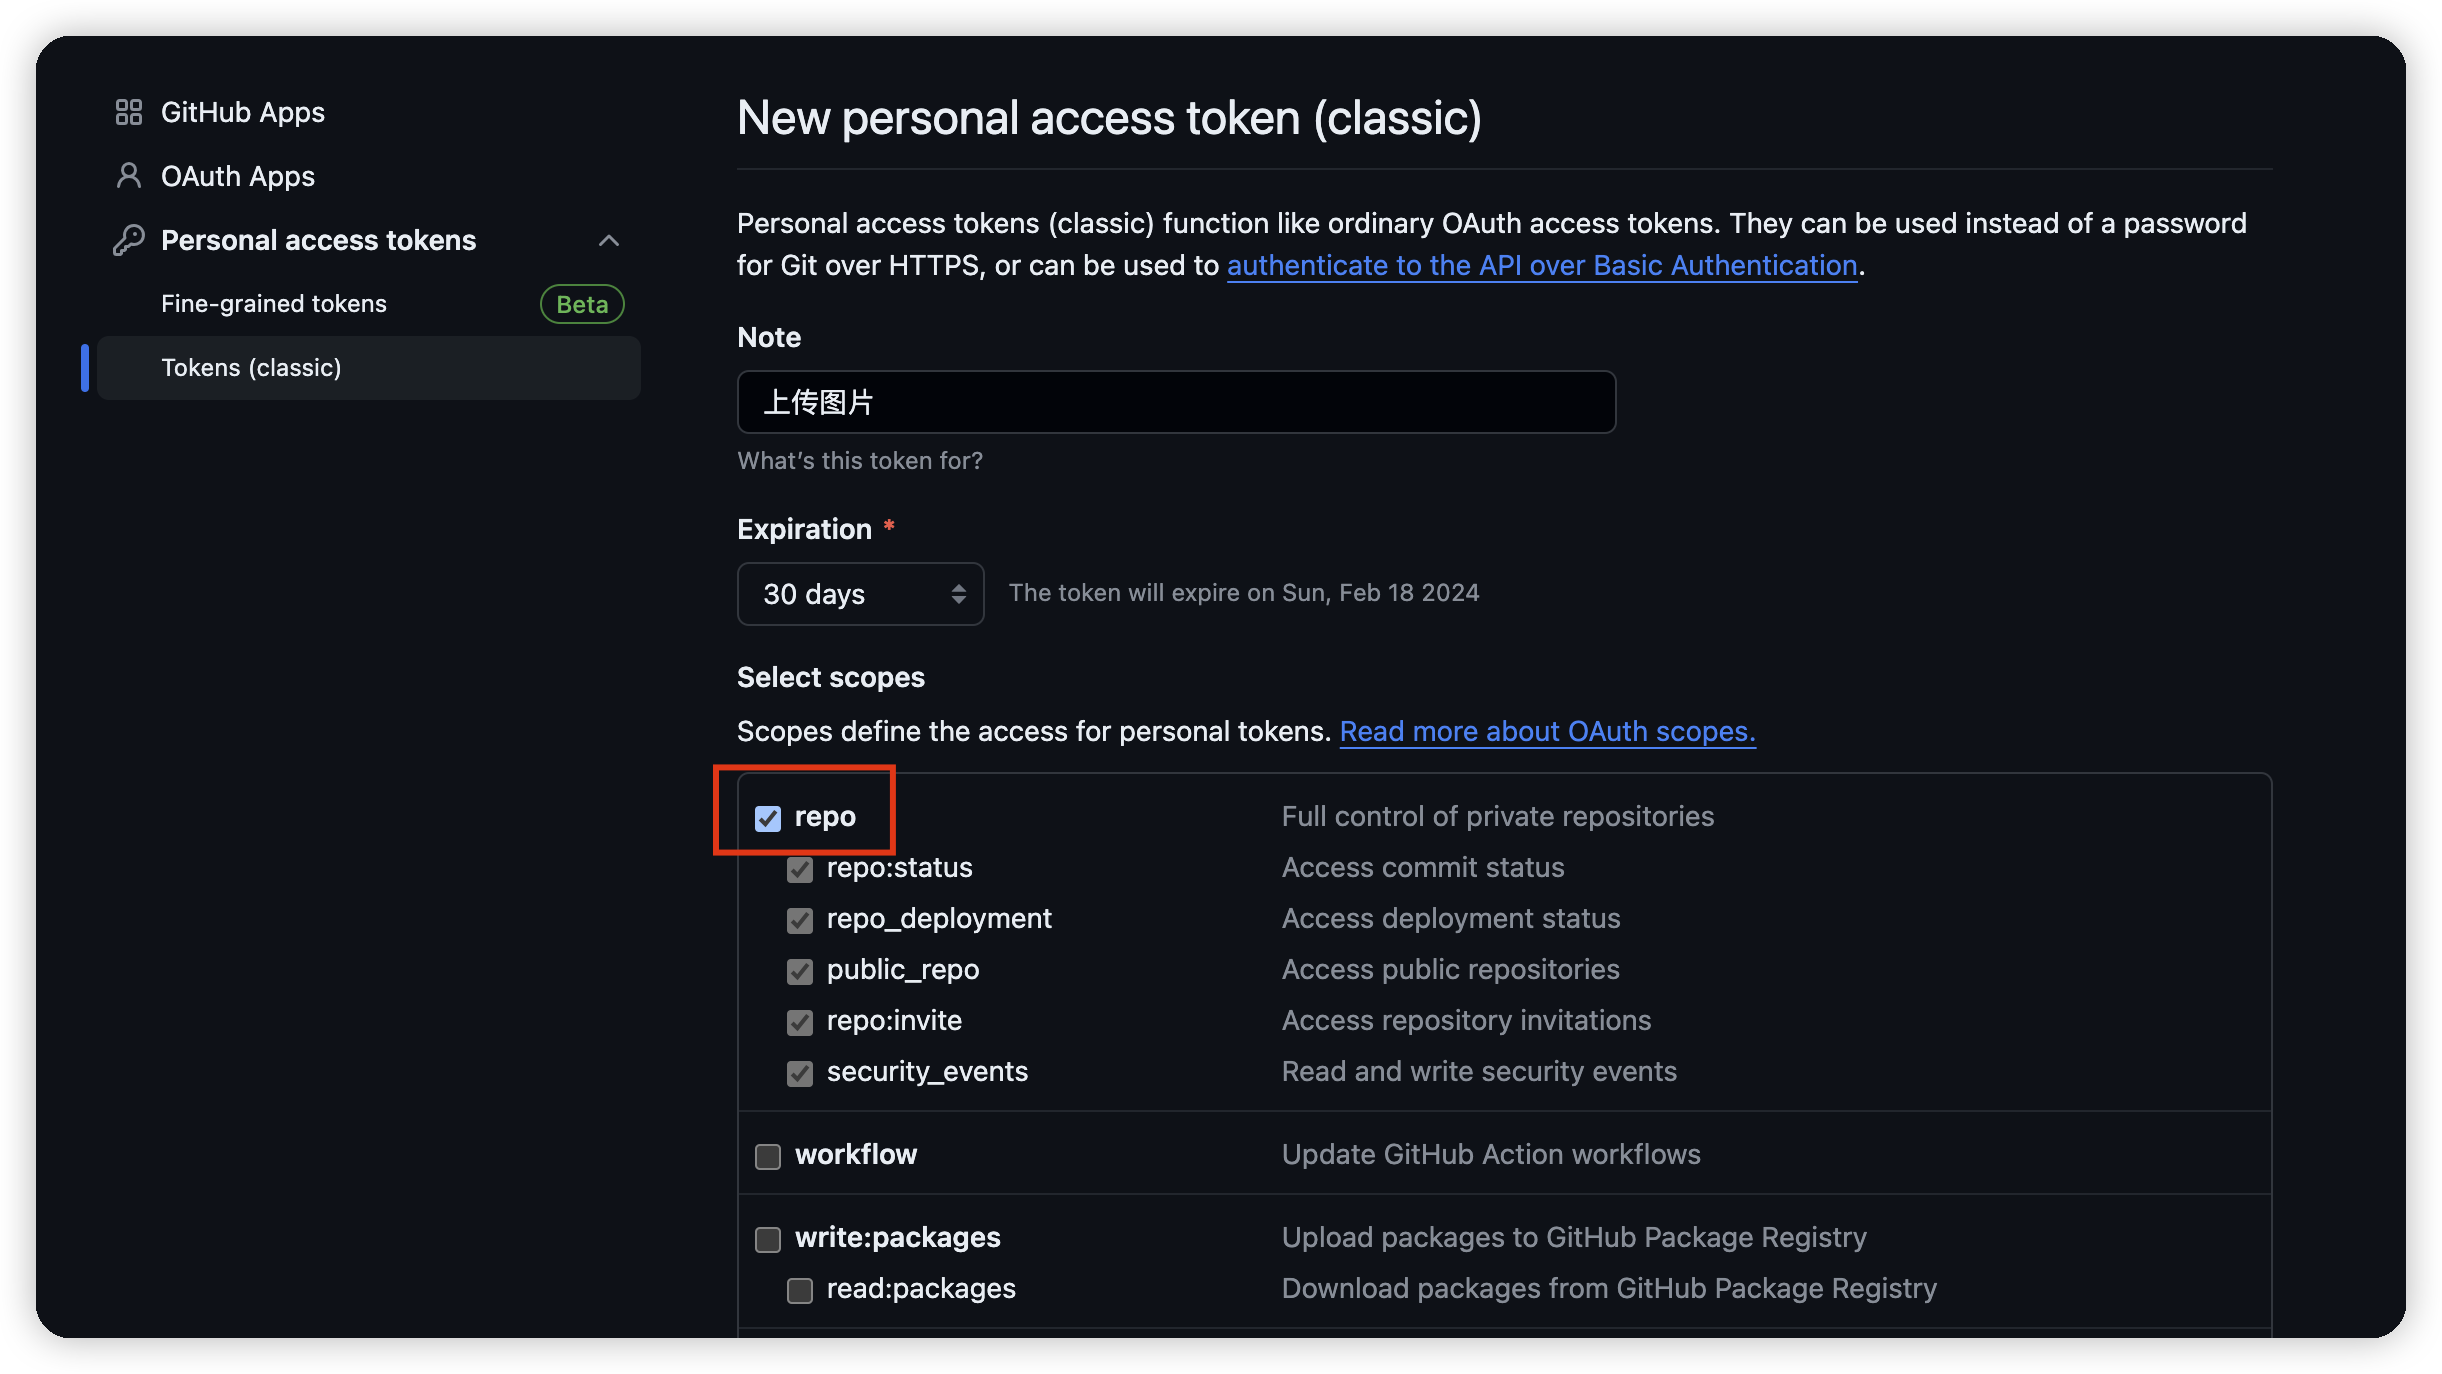 GitHub Apps
OAuth Apps
Personal access tokens
Fine-grained tokens Beta
Tokens (classic)
New personal access token (classic)
Personal access tokens (classic) function like ordinary OAuth access tokens. They can be used instead of a password
for Git over HTTPS, or can be used to authenticate to the API over Basic Authentication.
Note
上传图片
What's this token for?
Expiration *
30 days The token will expire on Sun, Feb 18 2024
Select scopes
Scopes define the access for personal tokens. Read more about OAuth scopes.
repo Full control of private repositories
repo:status Access commit status
repo_deployment Access deployment status
public_repo Access public repositories
repo:invite Access repository invitations
security_events Read and write security events
workflow Update GitHub Action workflows
write:packages Upload packages to GitHub Package Registry
read:packages Download packages from GitHub Package Registry